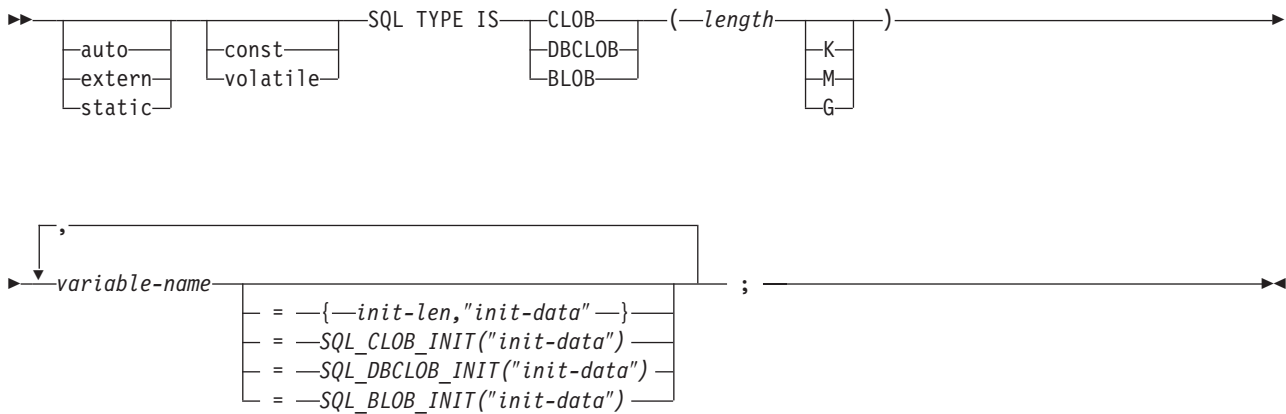 SQL TYPE IS CLOB ( length )
auto const DBCLOB K
extern volatile BLOB M
static G
,
variable-name ;
= { init-len,"init-data" }
= SQL_CLOB_INIT("init-data")
= SQL_DBCLOB_INIT("init-data")
= SQL_BLOB_INIT("init-data")